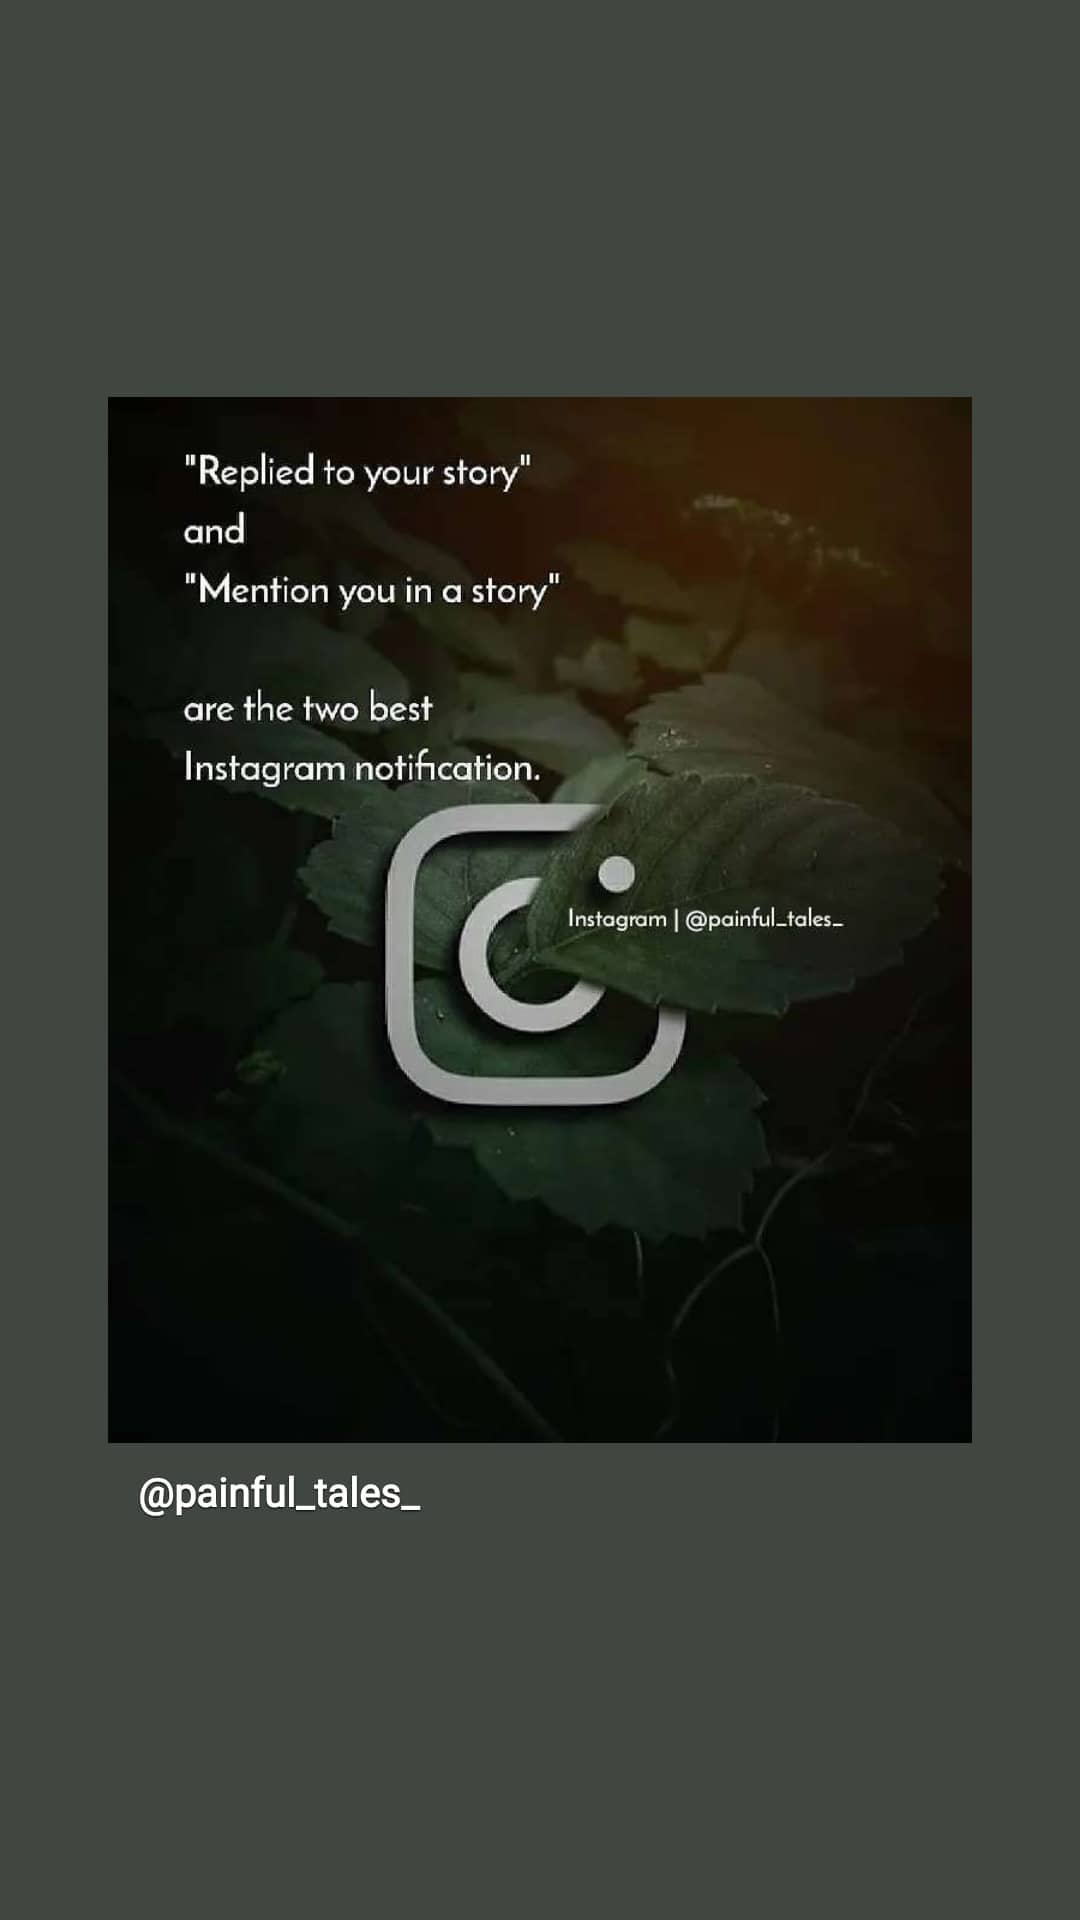 "Replied to your story"
and
"Mention you in a story"
are the two best
Instagram notification.
Instagram | @painful_tales_
@painful_tales_